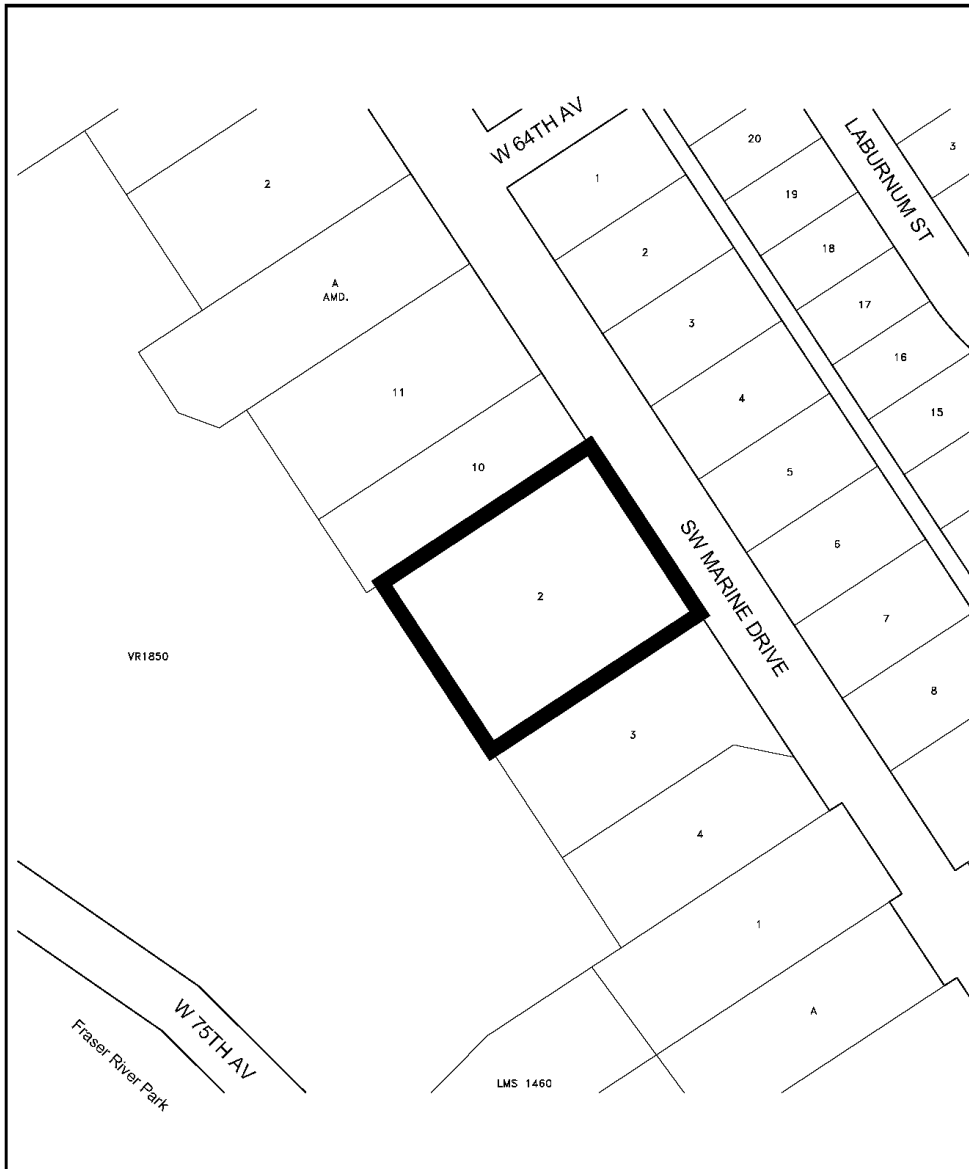 W 64TH AV
LABURNUM ST
20
3
1
2
19
A
AMD.
2
18
3
17
11
4
16
15
10
5
SW MARINE DRIVE
6
2
7
VR1850
8
3
4
1
A
W 75TH AV
Fraser River Park
LMS 1460